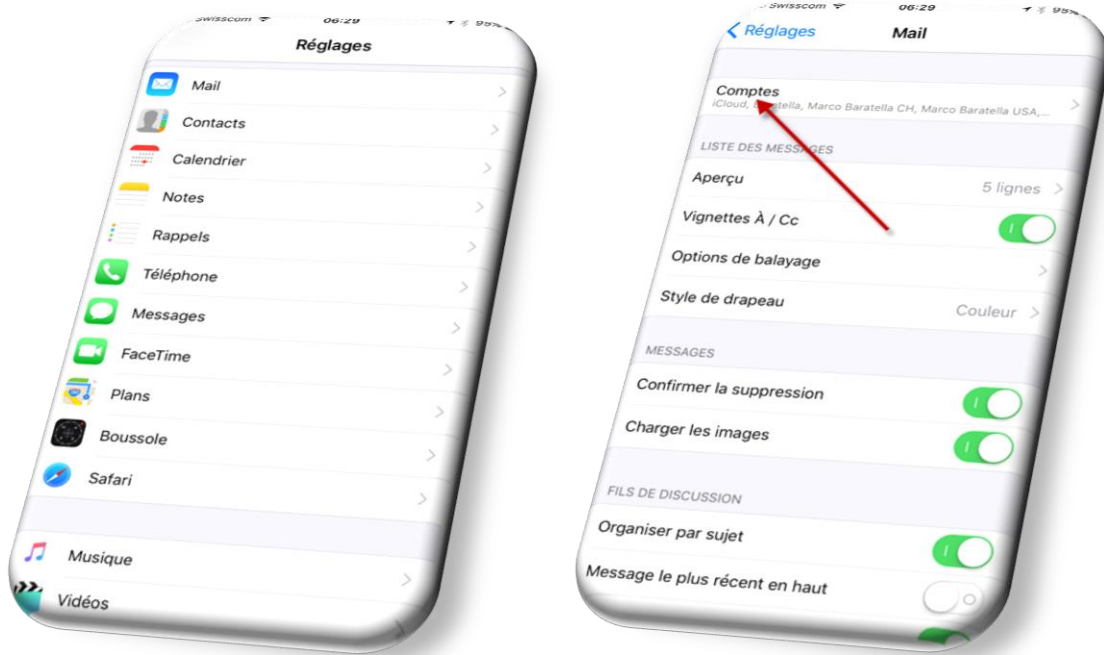 Swisscom 06:29
Réglages
Mail
Contacts
Calendrier
Notes
Rappels
Téléphone
Messages
FaceTime
Plans
Boussole
Safari
Musique
Vidéos
Swisscom 06:29
Réglages Mail
Comptes
iCloud, Marco Baratella CH, Marco Baratella USA,...
LISTE DES MESSAGES
Aperçu 5 lignes
Vignettes À / Cc
Options de balayage
Style de drapeau Couleur
MESSAGES
Confirmer la suppression
Charger les images
FILS DE DISCUSSION
Organiser par sujet
Message le plus récent en haut